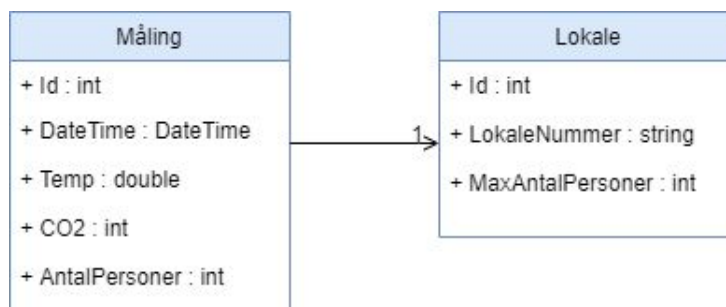 Måling
+ Id : int
+ DateTime : DateTime
+ Temp : double
+ CO2 : int
+ AntalPersoner : int
1
Lokale
+ Id : int
+ LokaleNummer : string
+ MaxAntalPersoner : int